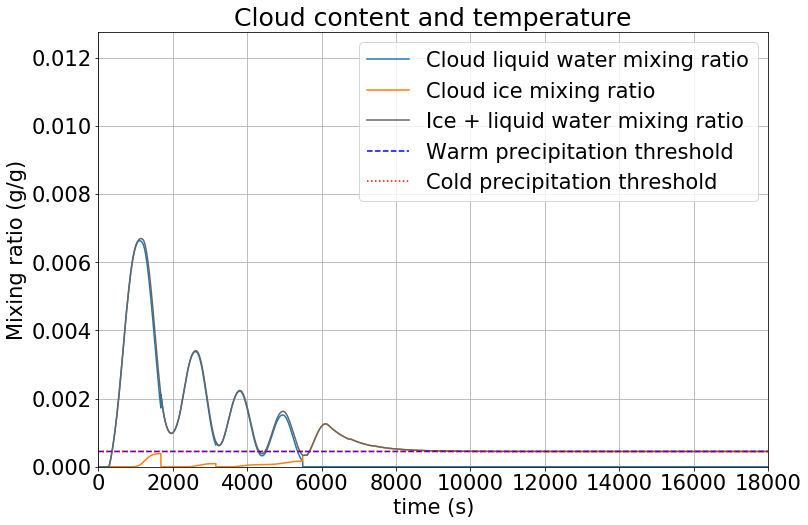 Cloud content and temperature
Cloud liquid water mixing ratio
Cloud ice mixing ratio
Ice + liquid water mixing ratio
Warm precipitation threshold
Cold precipitation threshold
Mixing ratio (g/g)
0.012
0.010
0.008
0.006
0.004
0.002
0.000
0 2000 4000 6000 8000 10000 12000 14000 16000 18000
time (s)